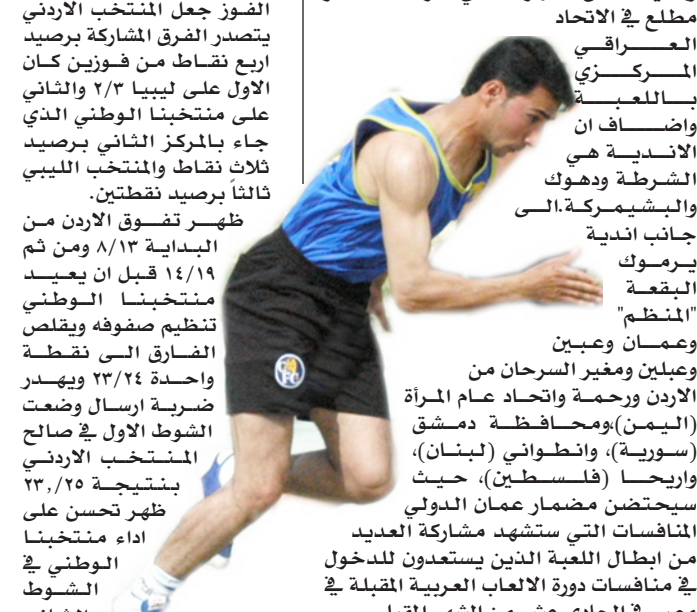 مطلع في الاتحاد
العراقي
المركزي
باللعبة
واضاف ان
الاندية هي
الشرطة ودهوك
والبشيمركة.الى
جانب اندية
يرموك
البقعة
"المنظم"
وعمان وعبين
وعبلين ومغير السرحان من
الاردن ورحمة واتحاد عام المرأة
(اليمن)،ومحافظة دمشق
(سورية)، وانطواني (لبنان)،
واريحا (فلسطين)، حيث
سيحتضن مضمار عمان الدولي
المنافسات التي ستشهد مشاركة العديد
من ابطال اللعبة الذين يستعدون للدخول
في منافسات دورة الالعاب العربية المقبلة في
الفوز جعل المنتخب الاردني
يتصدر الفرق المشاركة برصيد
اربع نقاط من فوزين كان
الاول على ليبيا ٢/٣ والثاني
على منتخبنا الوطني الذي
جاء بالمركز الثاني برصيد
ثلاث نقاط والمنتخب الليبي
ثالثاً برصيد نقطتين.
ظهر تفوق الاردن من
البداية ٨/١٣ ومن ثم
١٤/١٩ قبل ان يعيد
منتخبنا الوطني
تنظيم صفوفه ويقلص
الفارق الى نقطة
واحدة ٢٣/٢٤ ويهدر
ضربة ارسال وضعت
الشوط الاول في صالح
المنتخب الاردني
بنتيجة ٢٣,/٢٥
ظهر تحسن على
اداء منتخبنا
الوطني في
الشوط